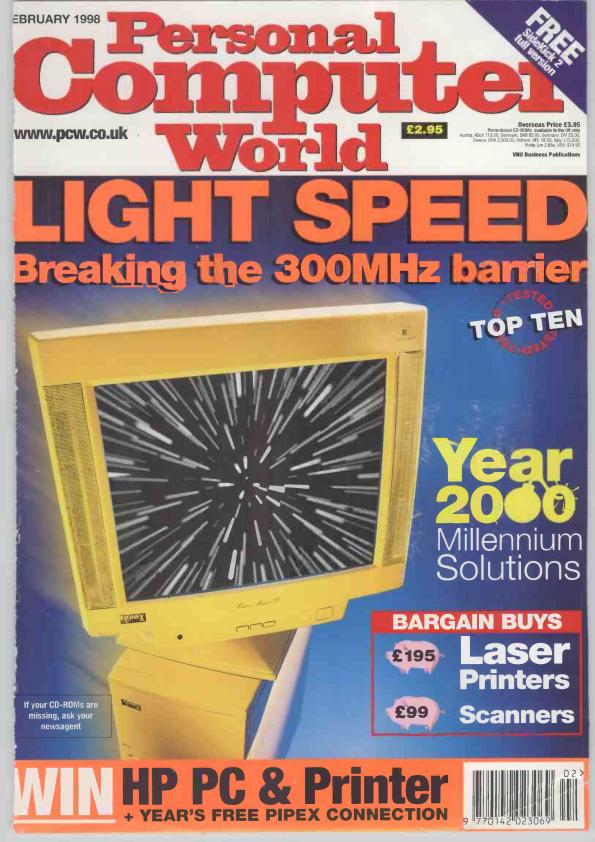 EBRUARY 1998
Personal
Computer
World
FREE
Sidekick 2
full version
www.pcw.co.uk
£2.95
Overseas Price £3.95
Promotional CD-ROMs available in the UK only
VNU Business Publications
LIGHT SPEED
Breaking the 300MHz barrier
TESTED
TOP TEN
Year
2000
Millennium
Solutions
BARGAIN BUYS
£195 Laser
Printers
£99 Scanners
If your CD-ROMs are
missing, ask your
newsagent
WIN HP PC & Printer
+ YEAR'S FREE PIPEX CONNECTION
02>
9 770142 023069